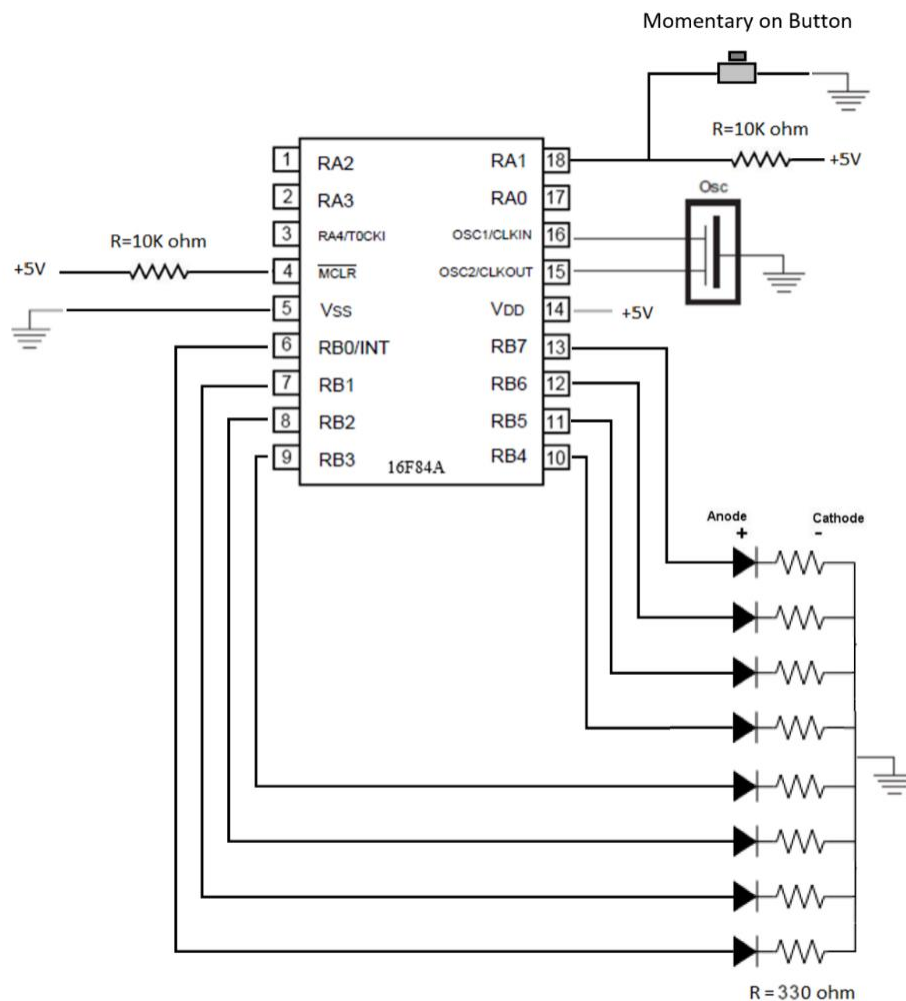 Momentary on Button
R=10K ohm
+5V
1 RA2 RA1 18
2 RA3 RA0 17
Osc
3 RA4/T0CKI OSC1/CLKIN 16
R=10K ohm
+5V
4 MCLR OSC2/CLKOUT 15
5 VSS VDD 14 +5V
6 RB0/INT RB7 13
7 RB1 RB6 12
8 RB2 RB5 11
9 RB3 RB4 10
16F84A
Anode Cathode
+ -
R = 330 ohm